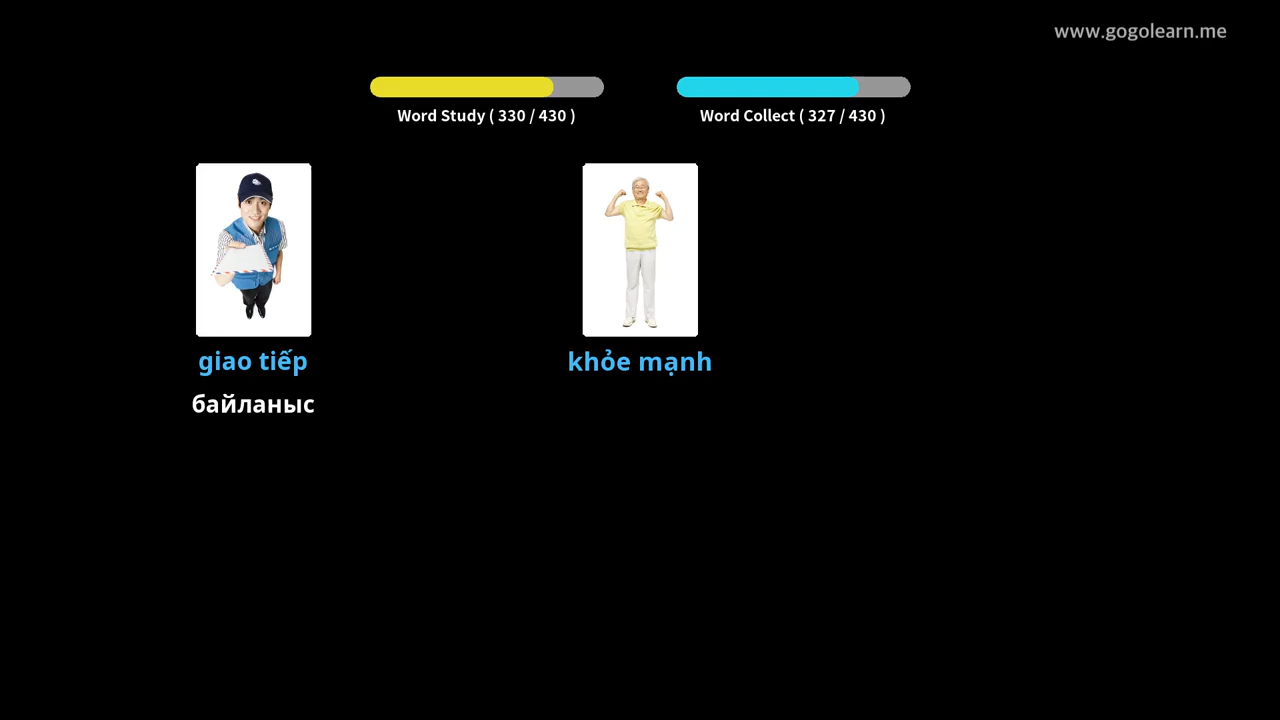 www.gogolearn.me
Word Study ( 330 / 430 )
Word Collect ( 327 / 430 )
giao tiếp
khỏe mạnh
байланыс